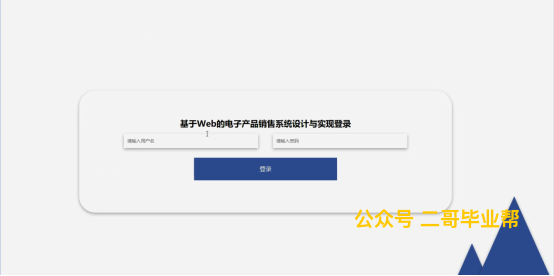 基于Web的电子产品销售系统设计与实现登录
请输入用户名
请输入密码
登录
公众号 二哥毕业帮